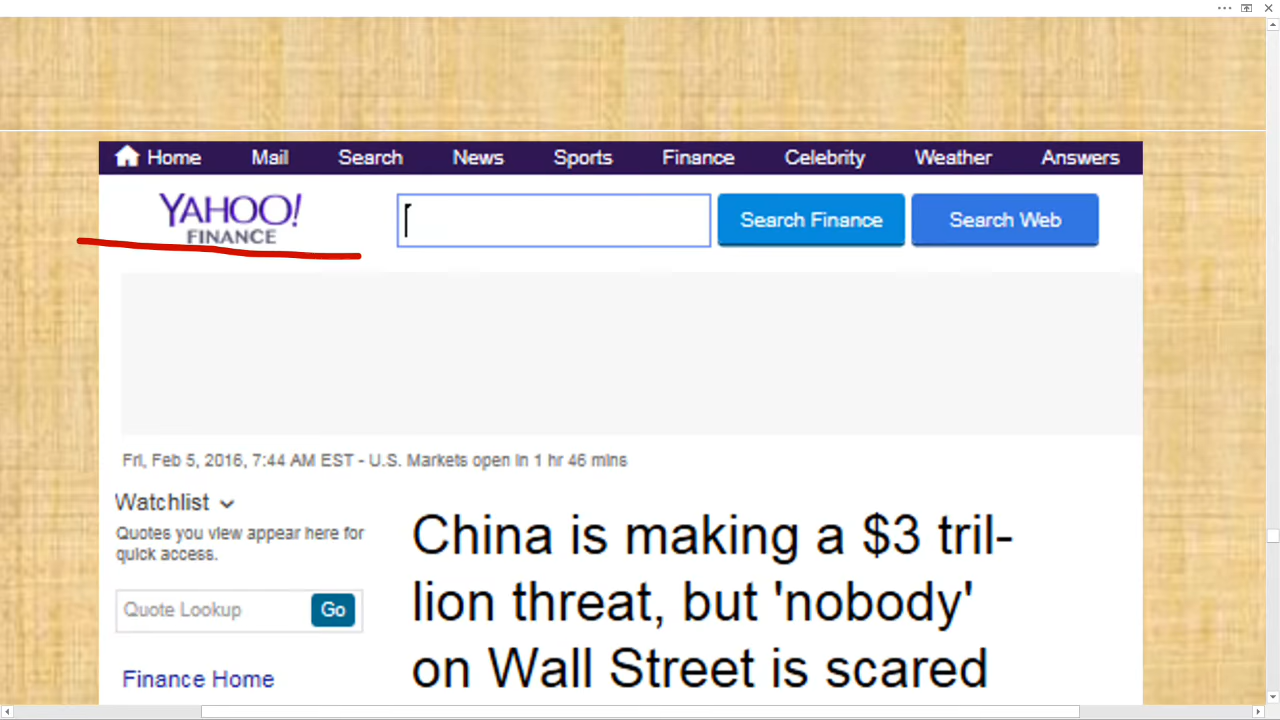 Home Mail Search News Sports Finance Celebrity Weather Answers
YAHOO!
FINANCE
Search Finance Search Web
Fri, Feb 5, 2016, 7:44 AM EST - U.S. Markets open in 1 hr 46 mins
Watchlist
Quotes you view appear here for
quick access.
Quote Lookup Go
Finance Home
China is making a $3 tril-
lion threat, but 'nobody'
on Wall Street is scared